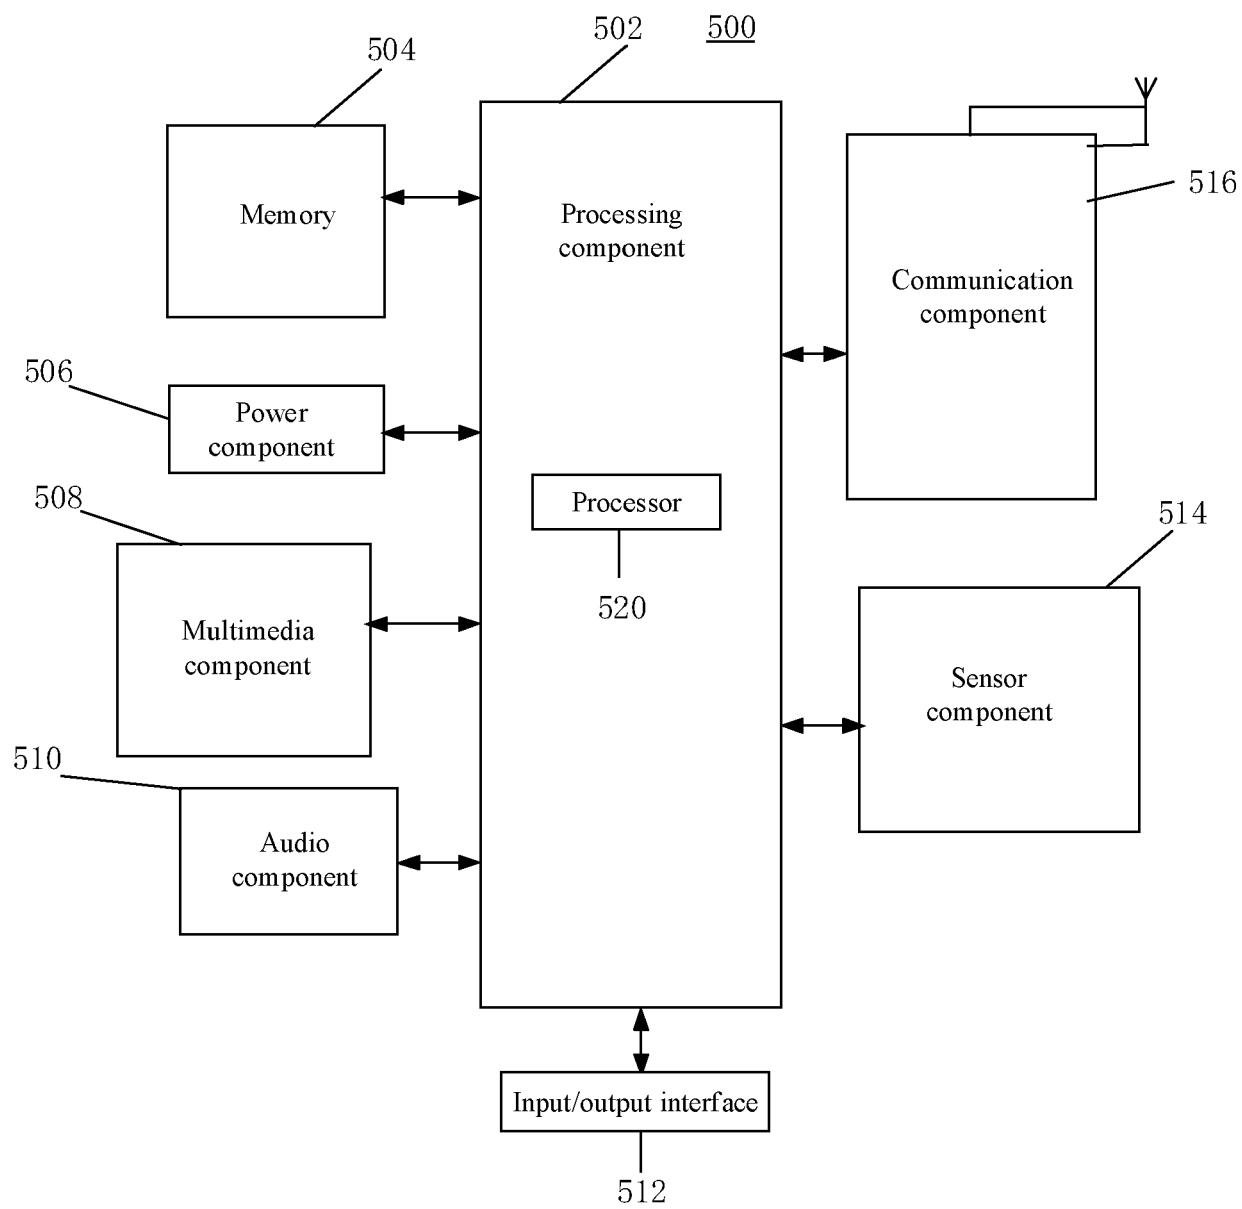 502
500
504
Memory
Processing
component
516
Communication
component
506
Power
component
508
Processor
514
520
Multimedia
component
Sensor
component
510
Audio
component
Input/output interface
512